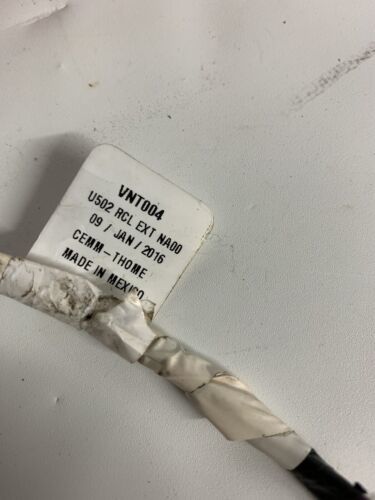 VNT004
U502 RCL EXT NA00
09 / JAN / 2016
CEMM-THOME
MADE IN MEXICO